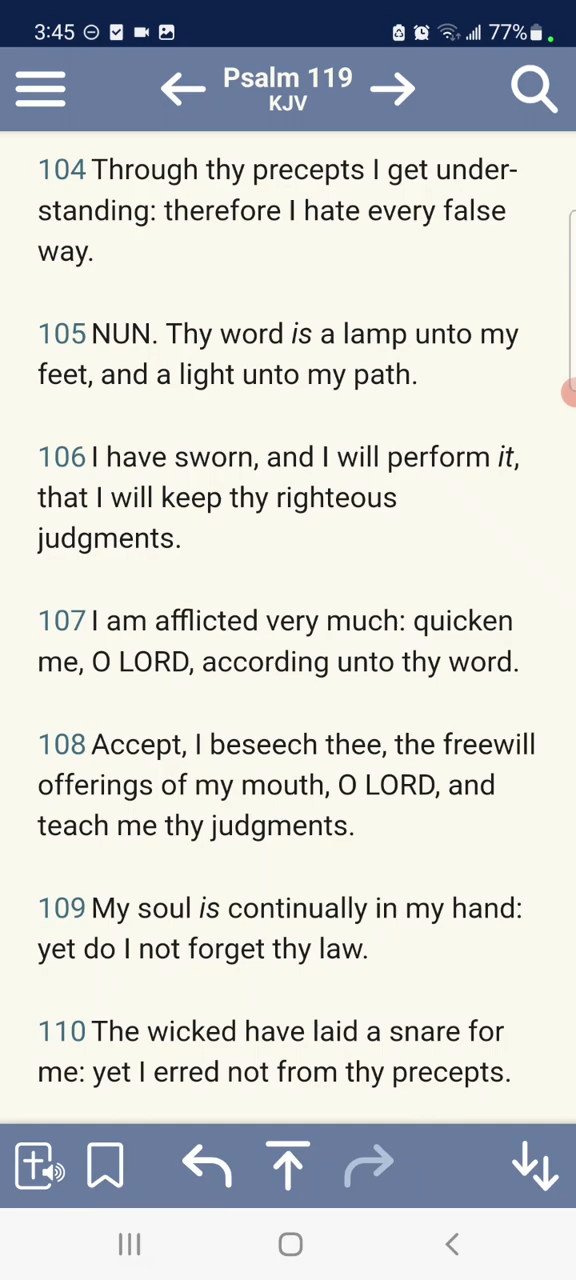 3:45
77%
Psalm 119
KJV
104 Through thy precepts I get under-
standing: therefore I hate every false
way.
105 NUN. Thy word is a lamp unto my
feet, and a light unto my path.
106 I have sworn, and I will perform it,
that I will keep thy righteous
judgments.
107 I am afflicted very much: quicken
me, O LORD, according unto thy word.
108 Accept, I beseech thee, the freewill
offerings of my mouth, O LORD, and
teach me thy judgments.
109 My soul is continually in my hand:
yet do I not forget thy law.
110 The wicked have laid a snare for
me: yet I erred not from thy precepts.